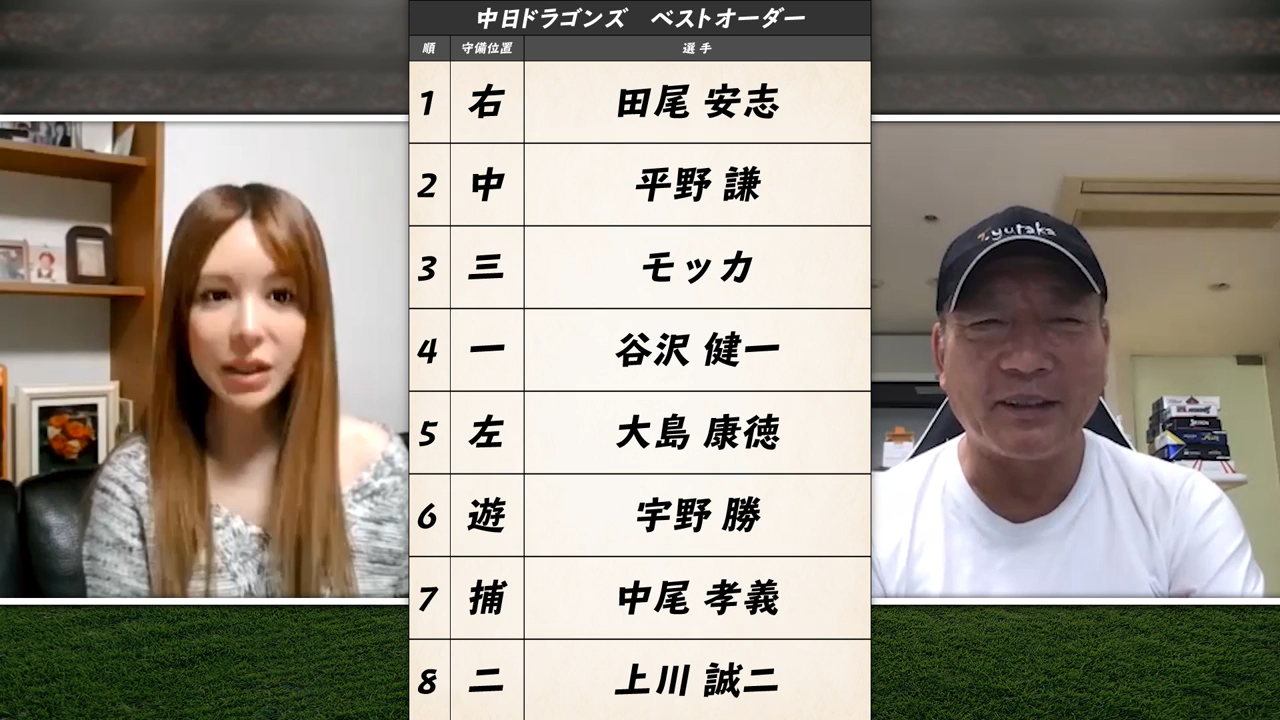 中日ドラゴンズ ベストオーダー
順 守備位置 選手
1 右 田尾 安志
2 中 平野 謙
3 三 モッカ
4 一 谷沢 健一
5 左 大島 康徳
6 遊 宇野 勝
7 捕 中尾 孝義
8 二 上川 誠二
yutaka
SRIXON